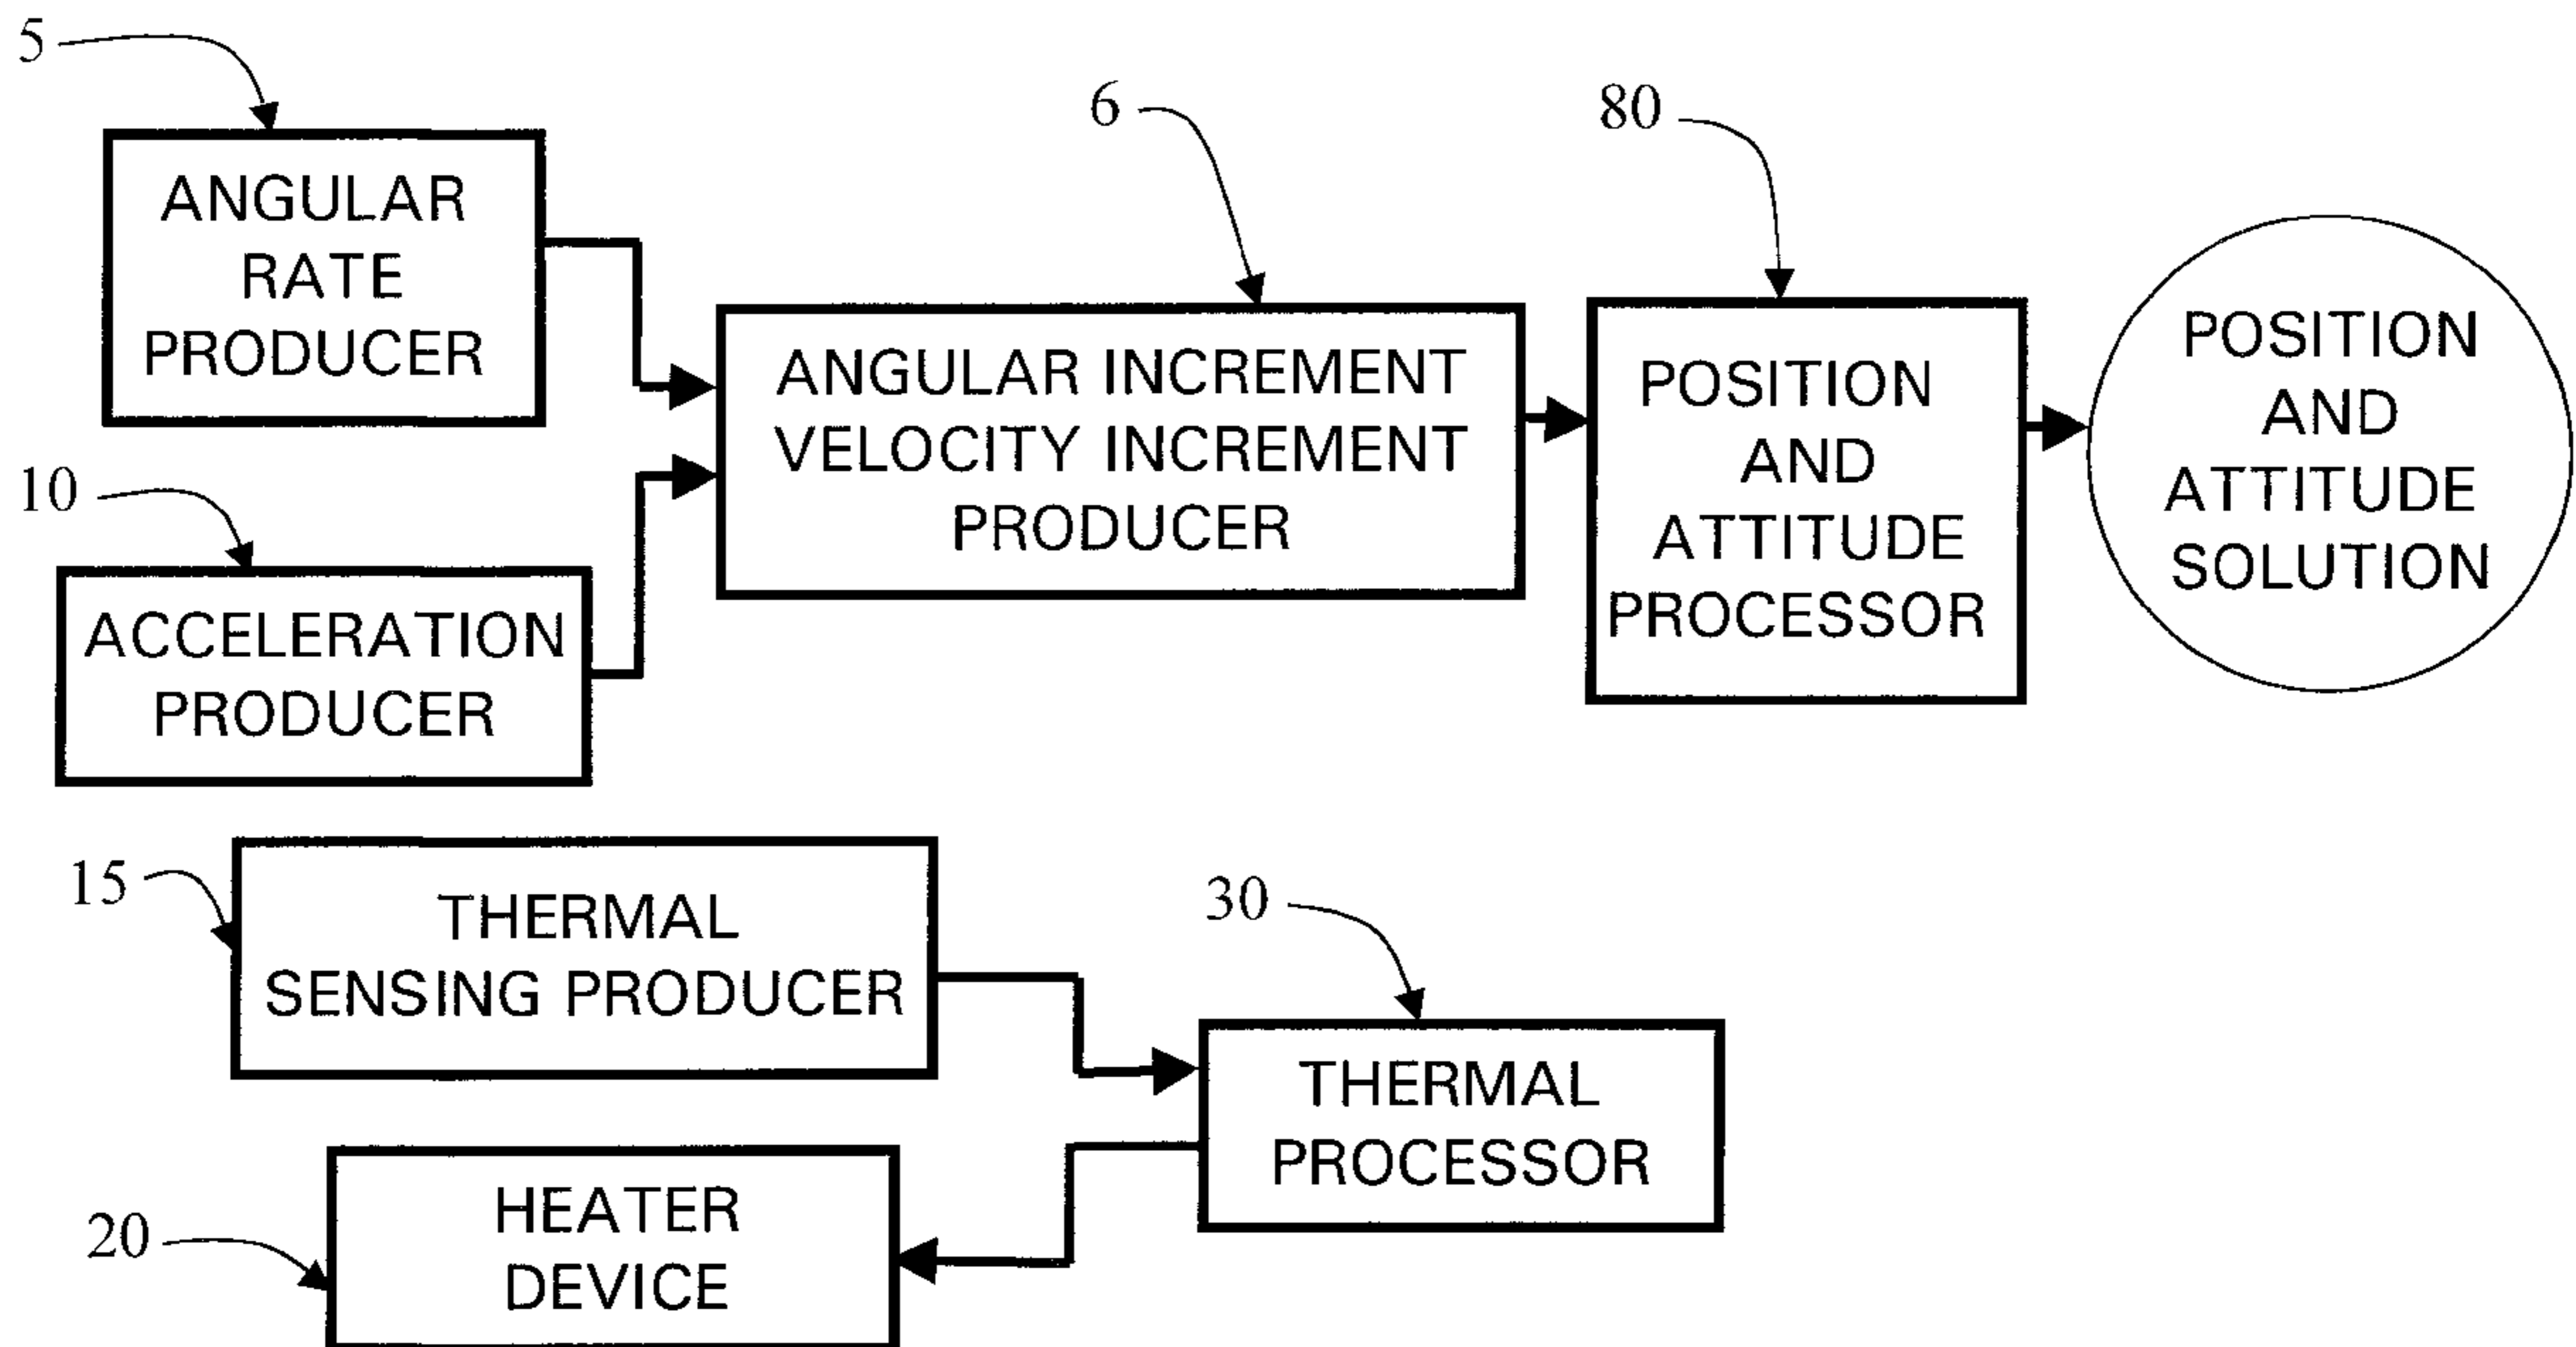 5
ANGULAR
RATE
PRODUCER
6
80
ANGULAR INCREMENT
VELOCITY INCREMENT
PRODUCER
POSITION
AND
ATTITUDE
PROCESSOR
POSITION
AND
ATTITUDE
SOLUTION
10
ACCELERATION
PRODUCER
15
THERMAL
SENSING PRODUCER
30
THERMAL
PROCESSOR
20
HEATER
DEVICE